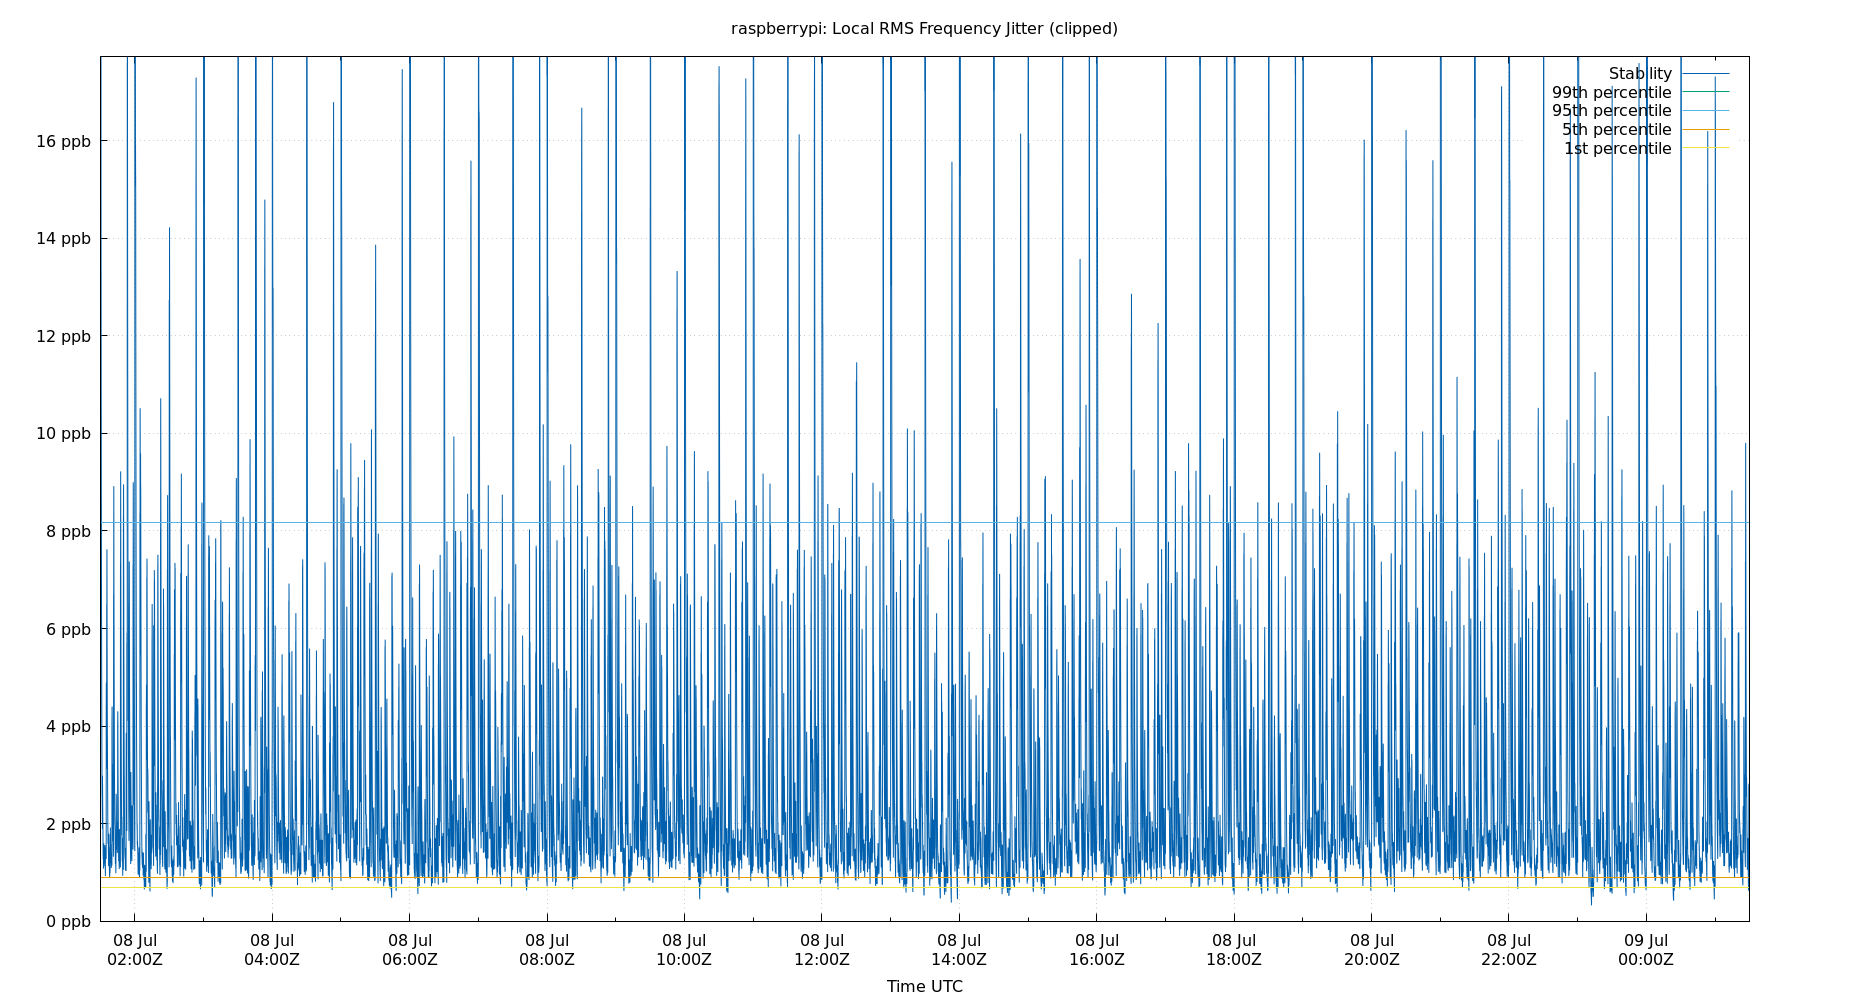 raspberrypi: Local RMS Frequency Jitter (clipped)
Stability
99th percentile
95th percentile
5th percentile
1st percentile
16 ppb
14 ppb
12 ppb
10 ppb
8 ppb
6 ppb
4 ppb
2 ppb
0 ppb
08 Jul 08 Jul 08 Jul 08 Jul 08 Jul 08 Jul 08 Jul 08 Jul 08 Jul 08 Jul 08 Jul 09 Jul
02:00Z 04:00Z 06:00Z 08:00Z 10:00Z 12:00Z 14:00Z 16:00Z 18:00Z 20:00Z 22:00Z 00:00Z
Time UTC